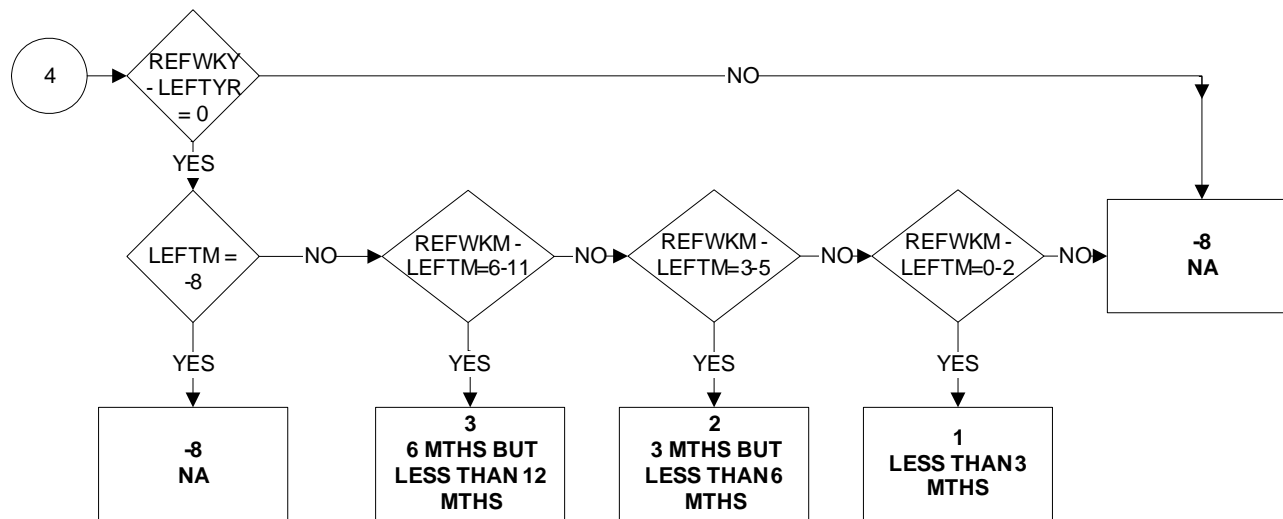 4
REFWKY
- LEFTYR
= 0
NO
YES
LEFTM =
-8
NO
REFWKM -
LEFTM=6-11
NO
REFWKM -
LEFTM=3-5
NO
REFWKM -
LEFTM=0-2
NO
-8
NA
YES
YES
YES
YES
-8
NA
3
6 MTHS BUT
LESS THAN 12
MTHS
2
3 MTHS BUT
LESS THAN 6
MTHS
1
LESS THAN 3
MTHS